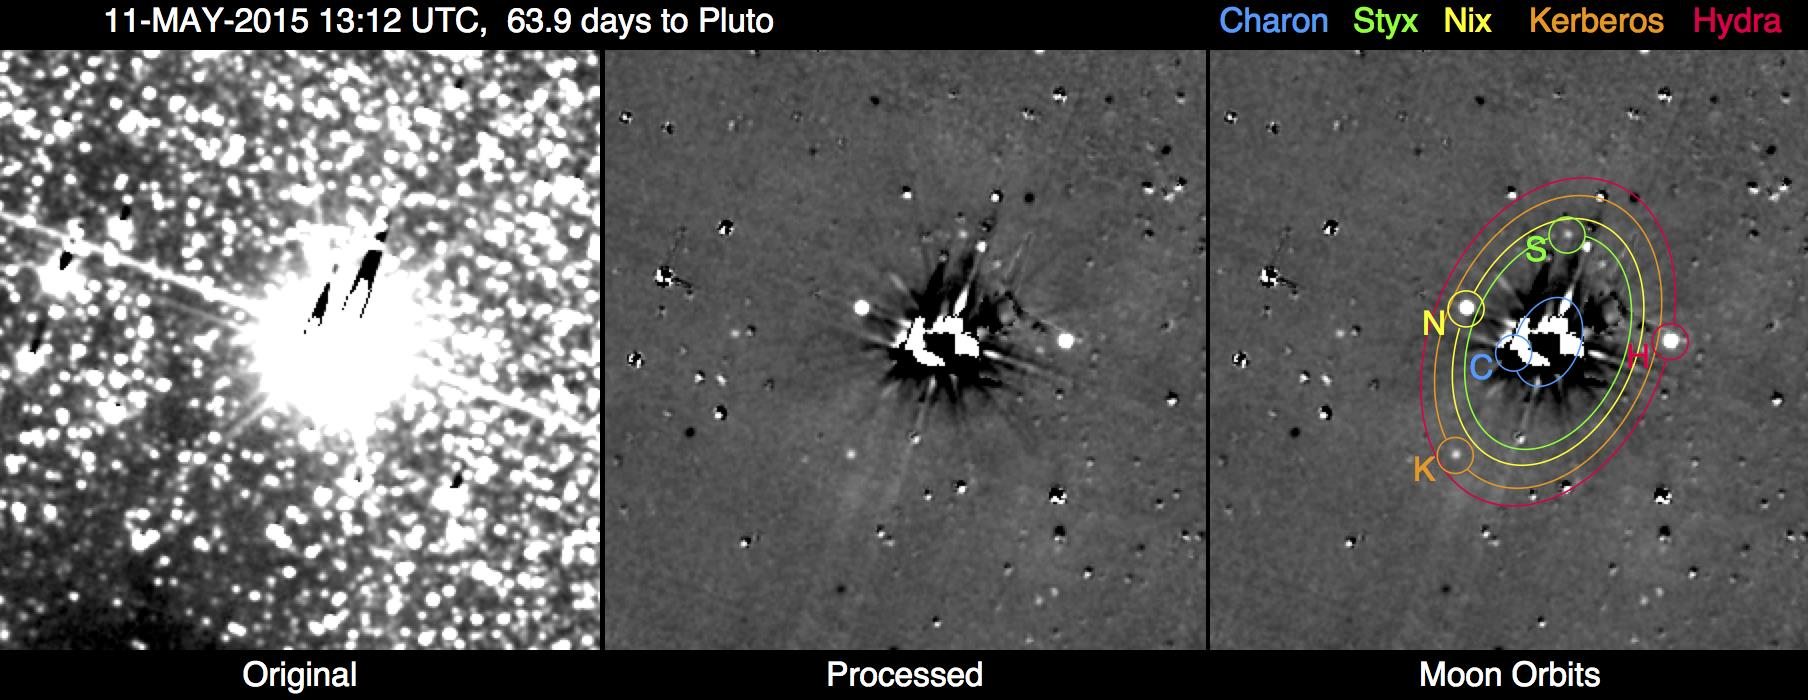 11-MAY-2015 13:12 UTC, 63.9 days to Pluto
Charon Styx Nix Kerberos Hydra
S
N
C
H
K
Original
Processed
Moon Orbits